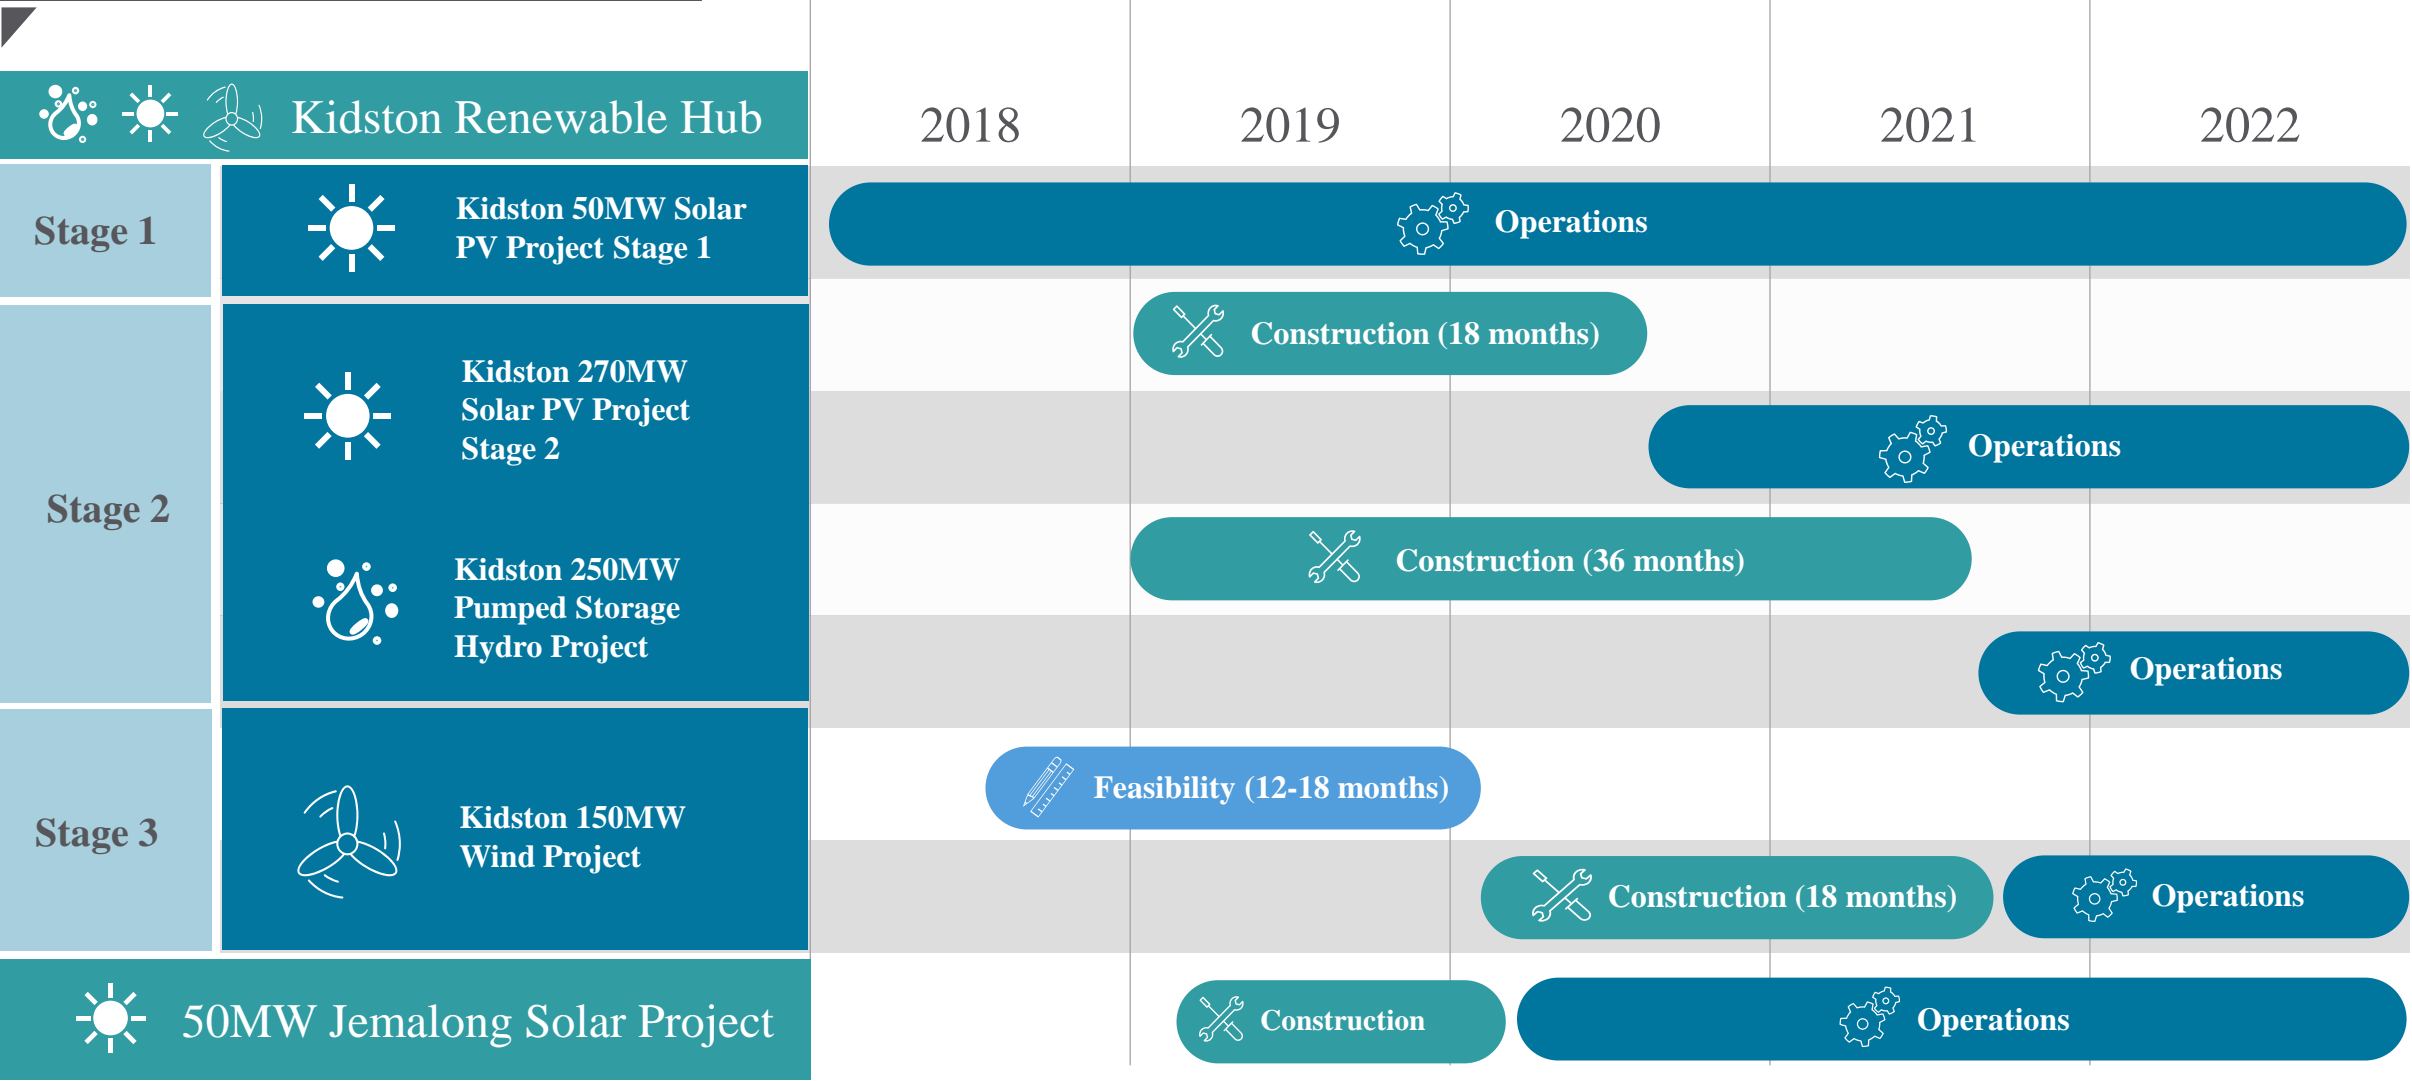 Kidston Renewable Hub
2018 2019 2020 2021 2022
Stage 1
Kidston 50MW Solar
PV Project Stage 1
Operations
Stage 2
Kidston 270MW
Solar PV Project
Stage 2
Construction (18 months)
Operations
Kidston 250MW
Pumped Storage
Hydro Project
Construction (36 months)
Operations
Stage 3
Kidston 150MW
Wind Project
Feasibility (12-18 months)
Construction (18 months)
Operations
50MW Jemalong Solar Project
Construction
Operations